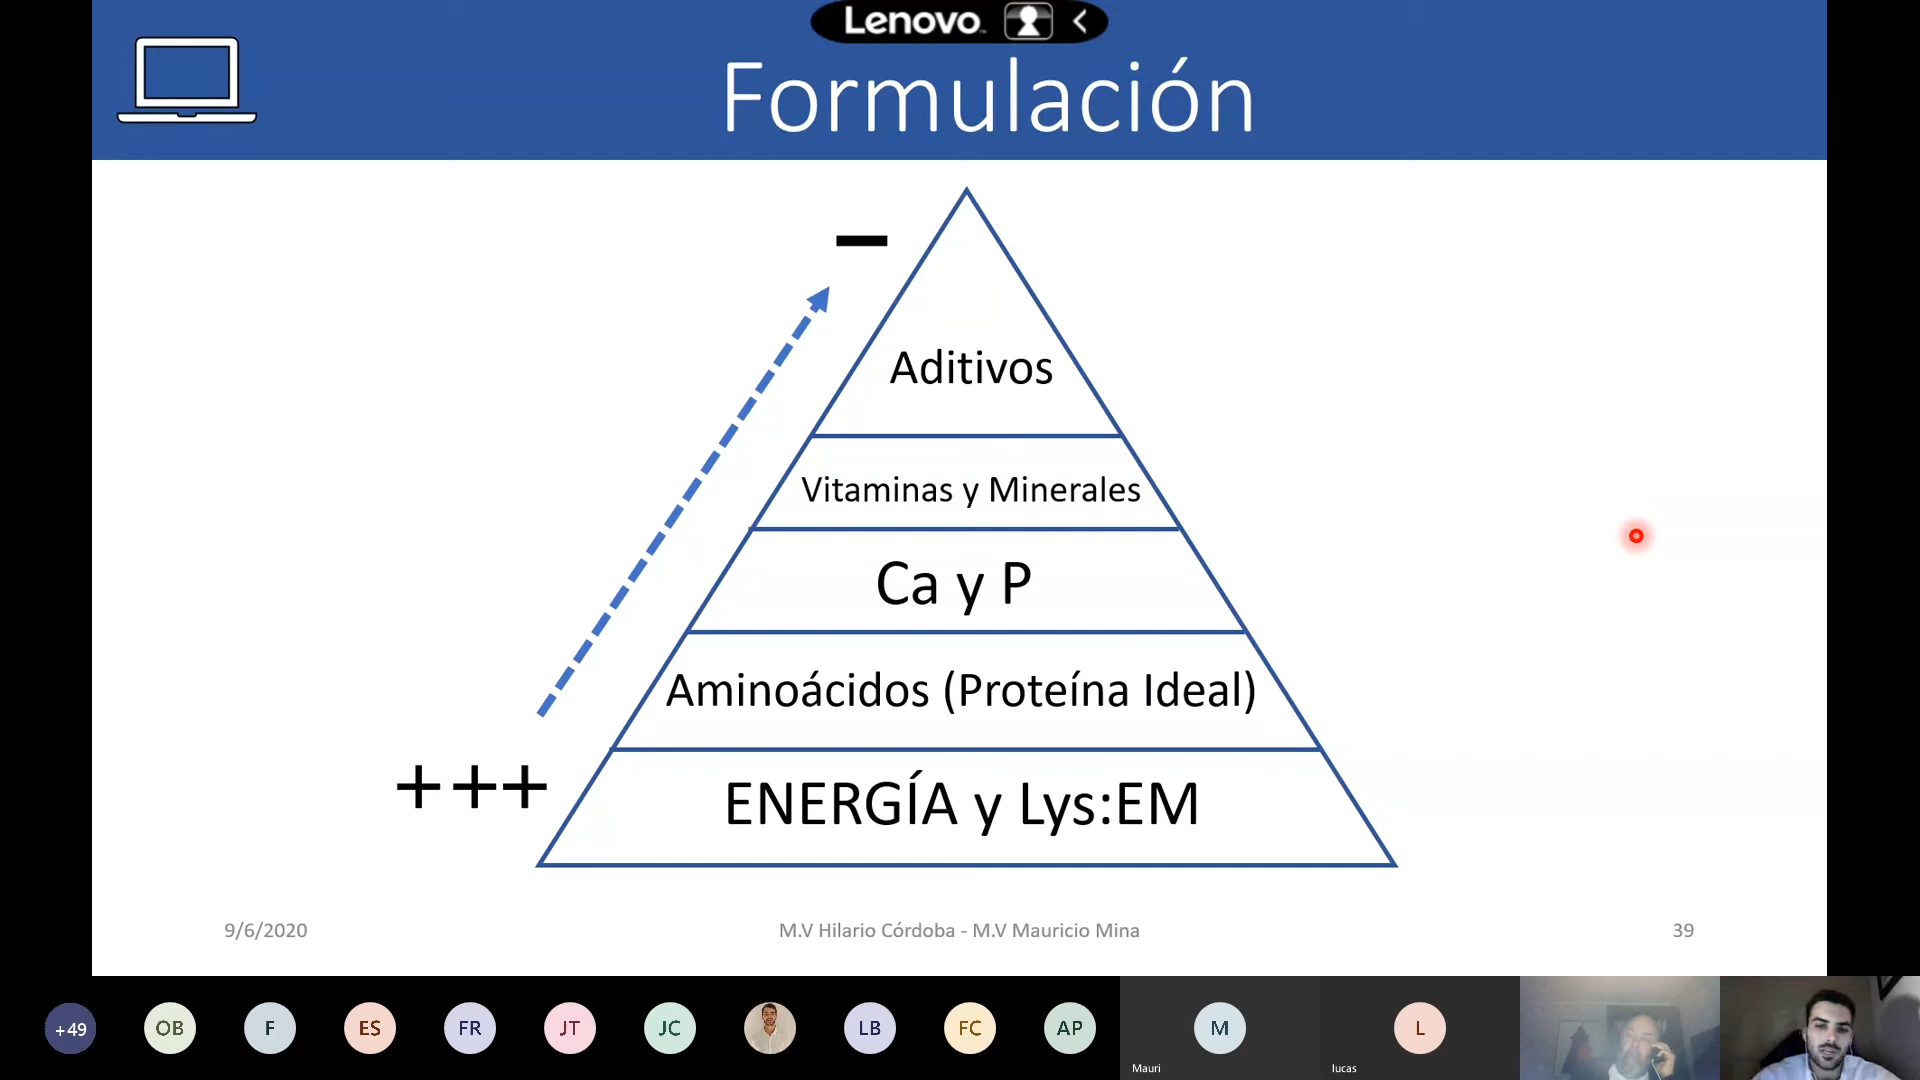 Lenovo
Formulación
−
Aditivos
Vitaminas y Minerales
Ca y P
Aminoácidos (Proteína Ideal)
+++
ENERGÍA y Lys:EM
9/6/2020
M.V Hilario Córdoba - M.V Mauricio Mina
39
+49
OB
F
ES
FR
JT
JC
LB
FC
AP
M
L
Mauri
lucas